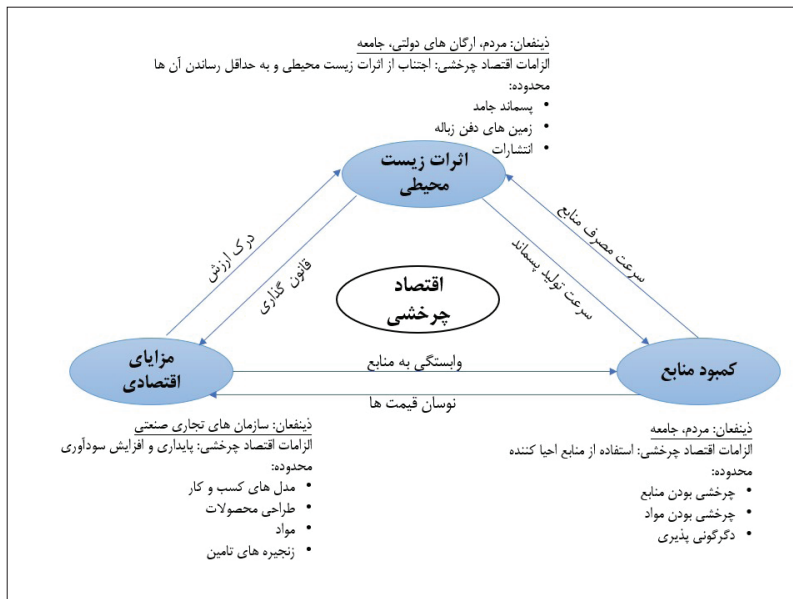 ذینفعان: مردم، ارگان های دولتی، جامعه
الزامات اقتصاد چرخشی: اجتناب از اثرات زیست محیطی و به حداقل رساندن آن ها
محدوده:
• پسماند جامد
• زمین های دفن زباله
• انتشارات
اثرات زیست
محیطی
درک ارزش
قانون گذاری
سرعت مصرف منابع
سرعت تولید پسماند
اقتصاد
چرخشی
مزایای
اقتصادی
وابستگی به منابع
نوسان قیمت ها
کمبود منابع
ذینفعان: سازمان های تجاری صنعتی
الزامات اقتصاد چرخشی: پایداری و افزایش سودآوری
محدوده:
• مدل های کسب و کار
• طراحی محصولات
• مواد
• زنجیره های تامین
ذینفعان: مردم، جامعه
الزامات اقتصاد چرخشی: استفاده از منابع احیا کننده
محدوده:
• چرخشی بودن منابع
• چرخشی بودن مواد
• دگرگونی پذیری